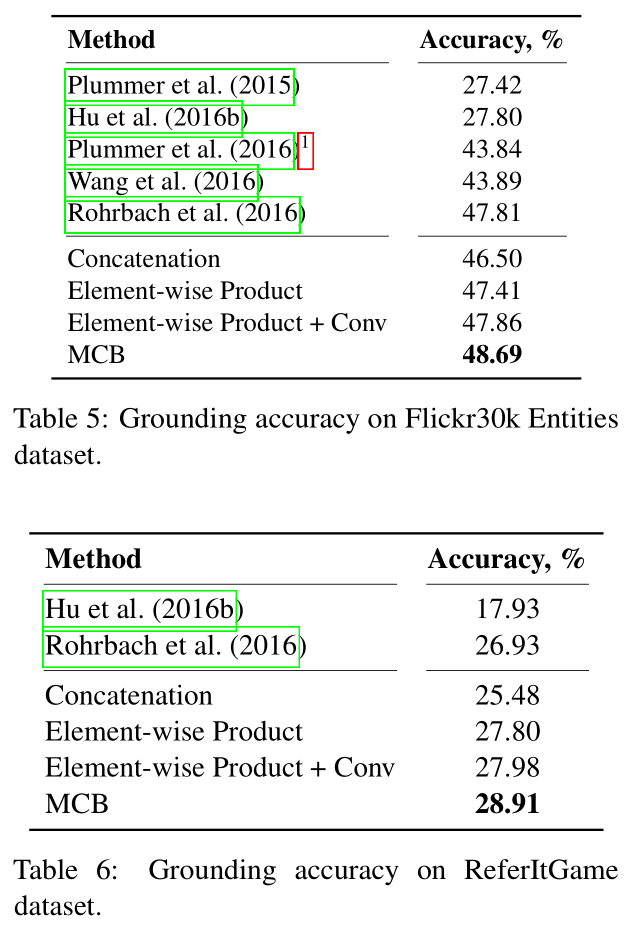 Method Accuracy, %
Plummer et al. (2015) 27.42
Hu et al. (2016b) 27.80
Plummer et al. (2016)¹ 43.84
Wang et al. (2016) 43.89
Rohrbach et al. (2016) 47.81
Concatenation 46.50
Element-wise Product 47.41
Element-wise Product + Conv 47.86
MCB 48.69
Table 5: Grounding accuracy on Flickr30k Entities
dataset.
Method Accuracy, %
Hu et al. (2016b) 17.93
Rohrbach et al. (2016) 26.93
Concatenation 25.48
Element-wise Product 27.80
Element-wise Product + Conv 27.98
MCB 28.91
Table 6: Grounding accuracy on ReferItGame
dataset.